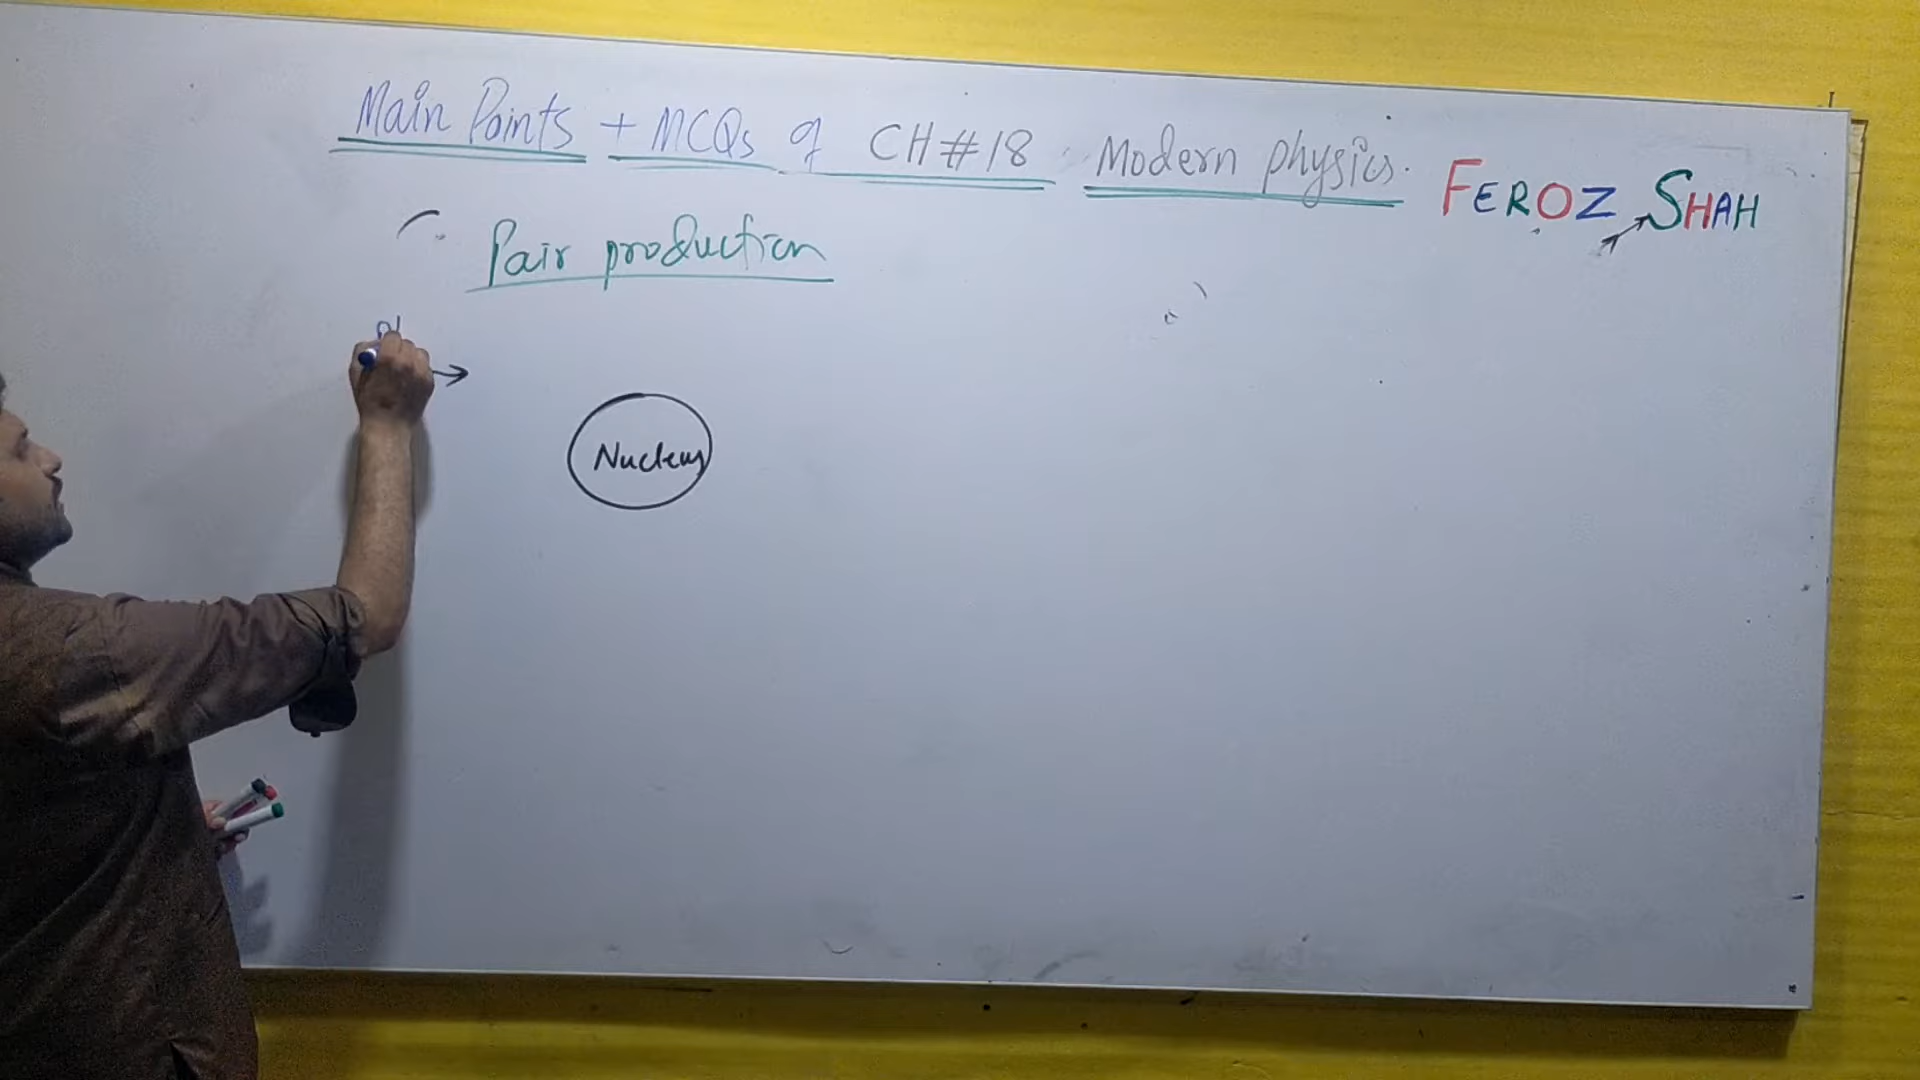 Main Points + MCQs of CH#18 Modern physics.
FEROZ SHAH
Pair production
Nucleus